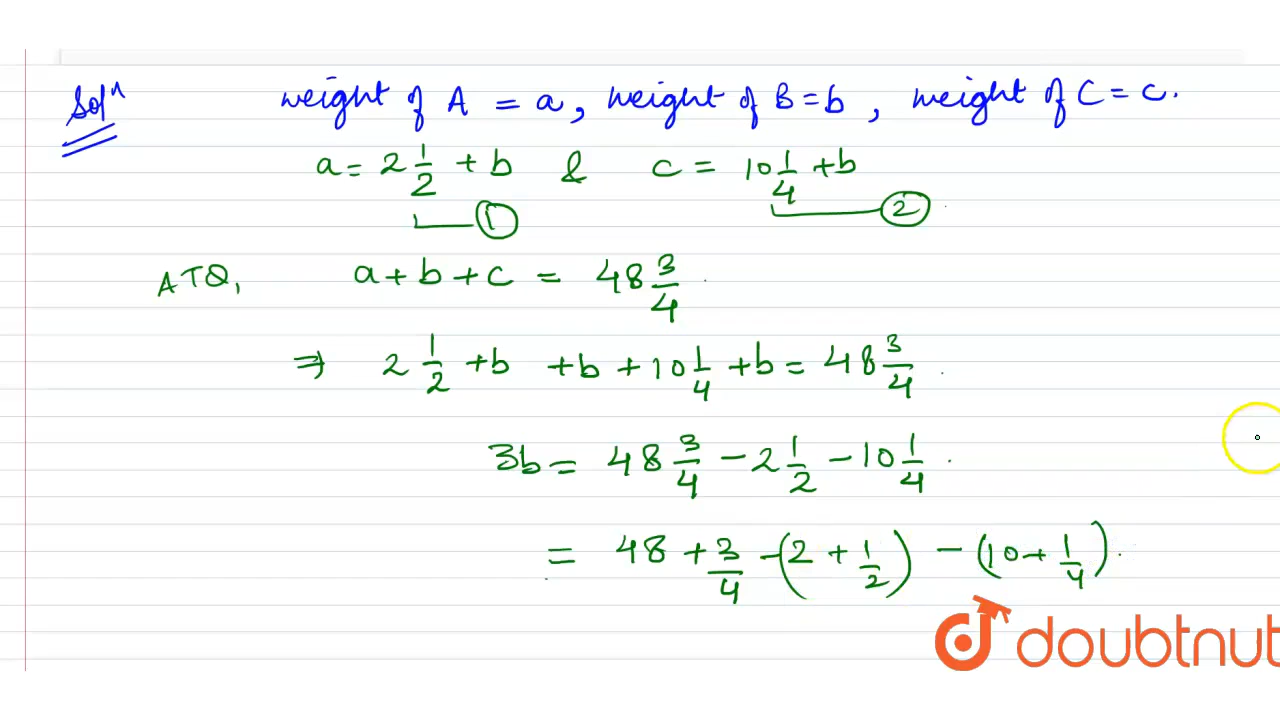 Solⁿ weight of A = a, weight of B = b, weight of C = c.
a = 2 1/2 + b & c = 10 1/4 + b
1 2
ATQ, a + b + c = 48 3/4
⇒ 2 1/2 + b + b + 10 1/4 + b = 48 3/4
3b = 48 3/4 - 2 1/2 - 10 1/4
= 48 + 3/4 - (2 + 1/2) - (10 + 1/4)
doubtnut